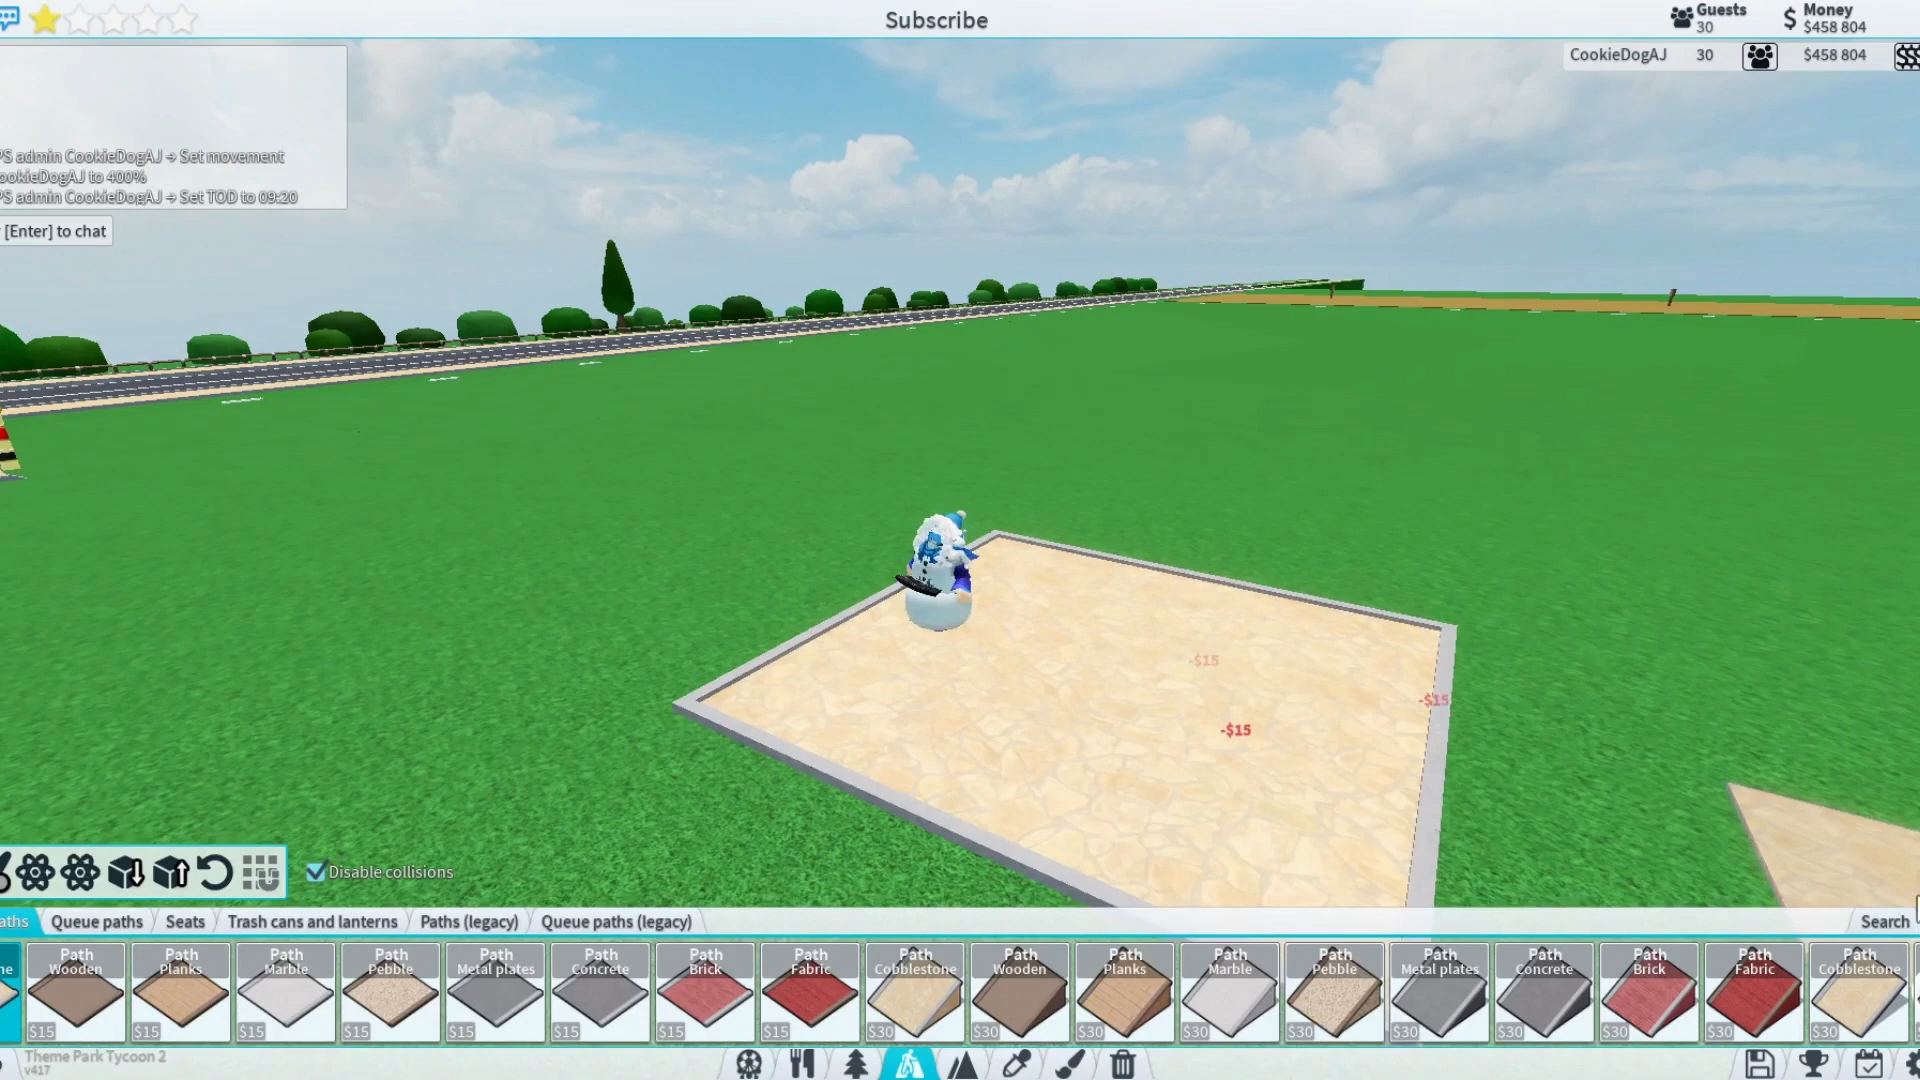 Subscribe
Guests
30
Money
$458 804
CookieDogAJ 30 $458 804
PS admin CookieDogAJ → Set movement
ookieDogAJ to 400%
PS admin CookieDogAJ → Set TOD to 09:20
[Enter] to chat
-$15
-$15
-$15
Disable collisions
aths Queue paths Seats Trash cans and lanterns Paths (legacy) Queue paths (legacy) Search
ne
Path Wooden $15
Path Planks $15
Path Marble $15
Path Pebble $15
Path Metal plates $15
Path Concrete $15
Path Brick $15
Path Fabric $15
Path Cobblestone $30
Path Wooden $30
Path Planks $30
Path Marble $30
Path Pebble $30
Path Metal plates $30
Path Concrete $30
Path Brick $30
Path Fabric $30
Path Cobblestone $30
Theme Park Tycoon 2
v417